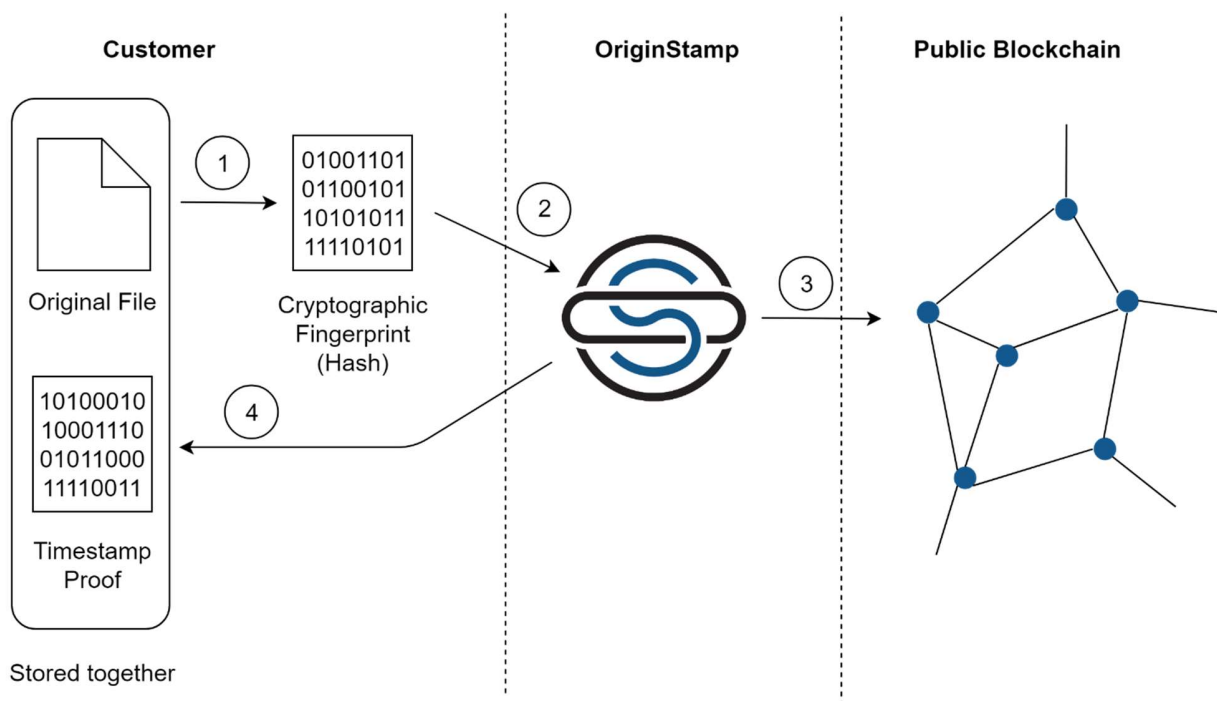 Customer
OriginStamp
Public Blockchain
1
01001101
01100101
10101011
11110101
2
Original File
Cryptographic
Fingerprint
(Hash)
3
4
10100010
10001110
01011000
11110011
Timestamp
Proof
Stored together